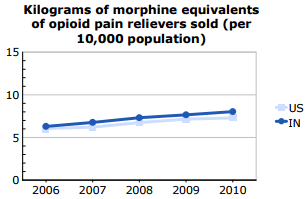 Kilograms of morphine equivalents
of opioid pain relievers sold (per
10,000 population)
15
10
5
0
2006 2007 2008 2009 2010
US
IN